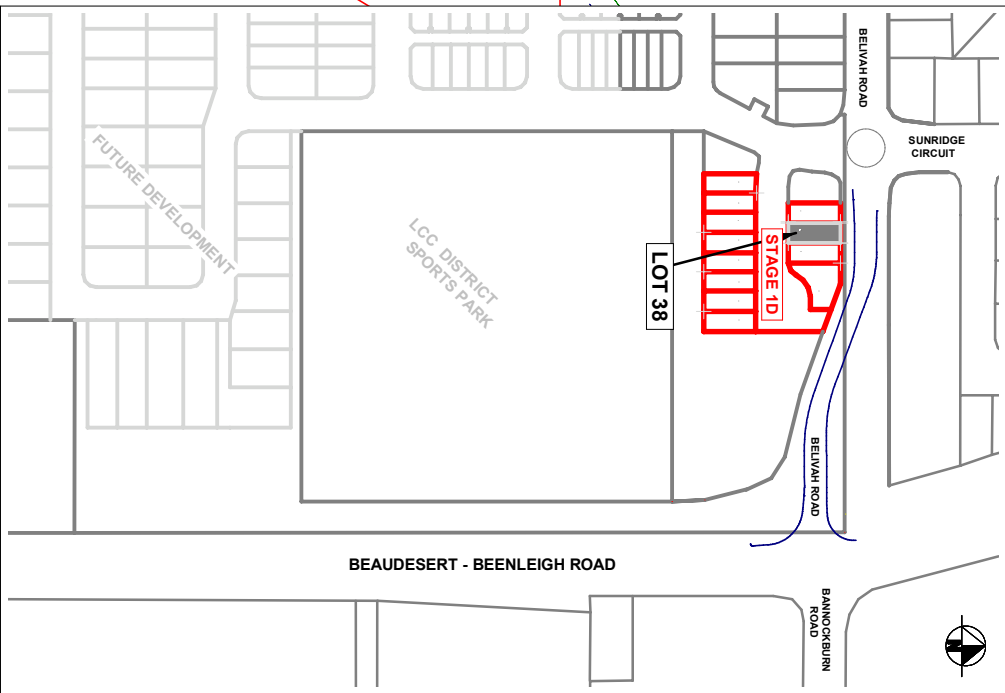 BELIVAH ROAD
SUNRIDGE
CIRCUIT
FUTURE DEVELOPMENT
LCC DISTRICT
SPORTS PARK
LOT 38
STAGE 1D
BELIVAH ROAD
BEAUDESERT - BEENLEIGH ROAD
BANNOCKBURN
ROAD
N